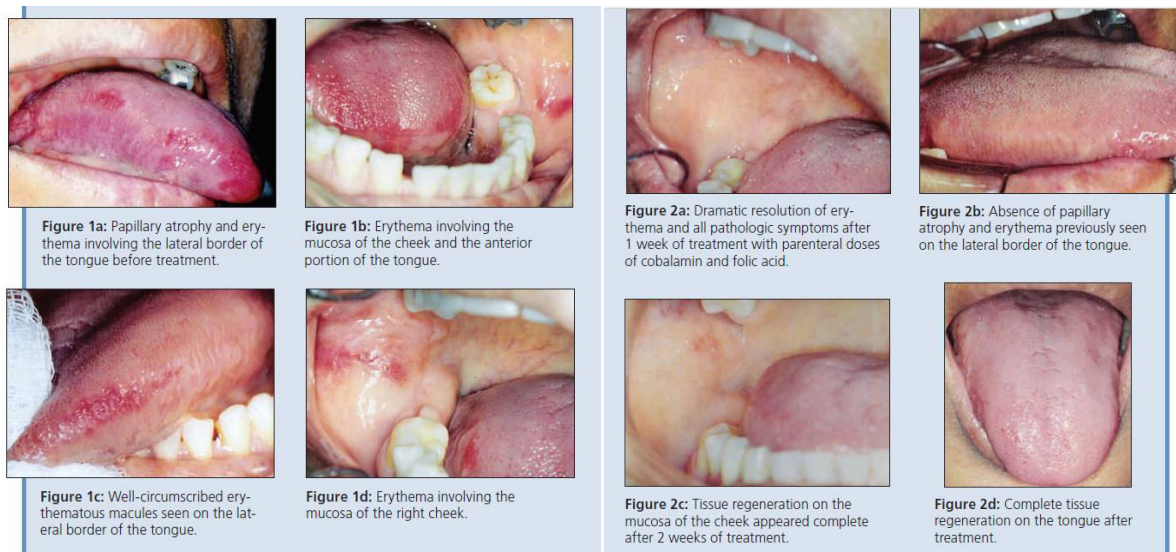 Figure 1a: Papillary atrophy and ery-
thema involving the lateral border of
the tongue before treatment.
Figure 1b: Erythema involving the
mucosa of the cheek and the anterior
portion of the tongue.
Figure 1c: Well-circumscribed ery-
thematous macules seen on the lat-
eral border of the tongue.
Figure 1d: Erythema involving the
mucosa of the right cheek.
Figure 2a: Dramatic resolution of ery-
thema and all pathologic symptoms after
1 week of treatment with parenteral doses
of cobalamin and folic acid.
Figure 2b: Absence of papillary
atrophy and erythema previously seen
on the lateral border of the tongue.
Figure 2c: Tissue regeneration on the
mucosa of the cheek appeared complete
after 2 weeks of treatment.
Figure 2d: Complete tissue
regeneration on the tongue after
treatment.